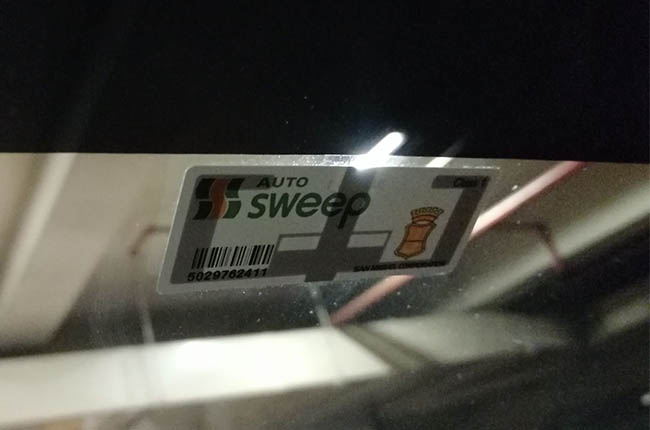 AUTO
sweep
Class 1
5029762411
SAN MIGUEL CORPORATION